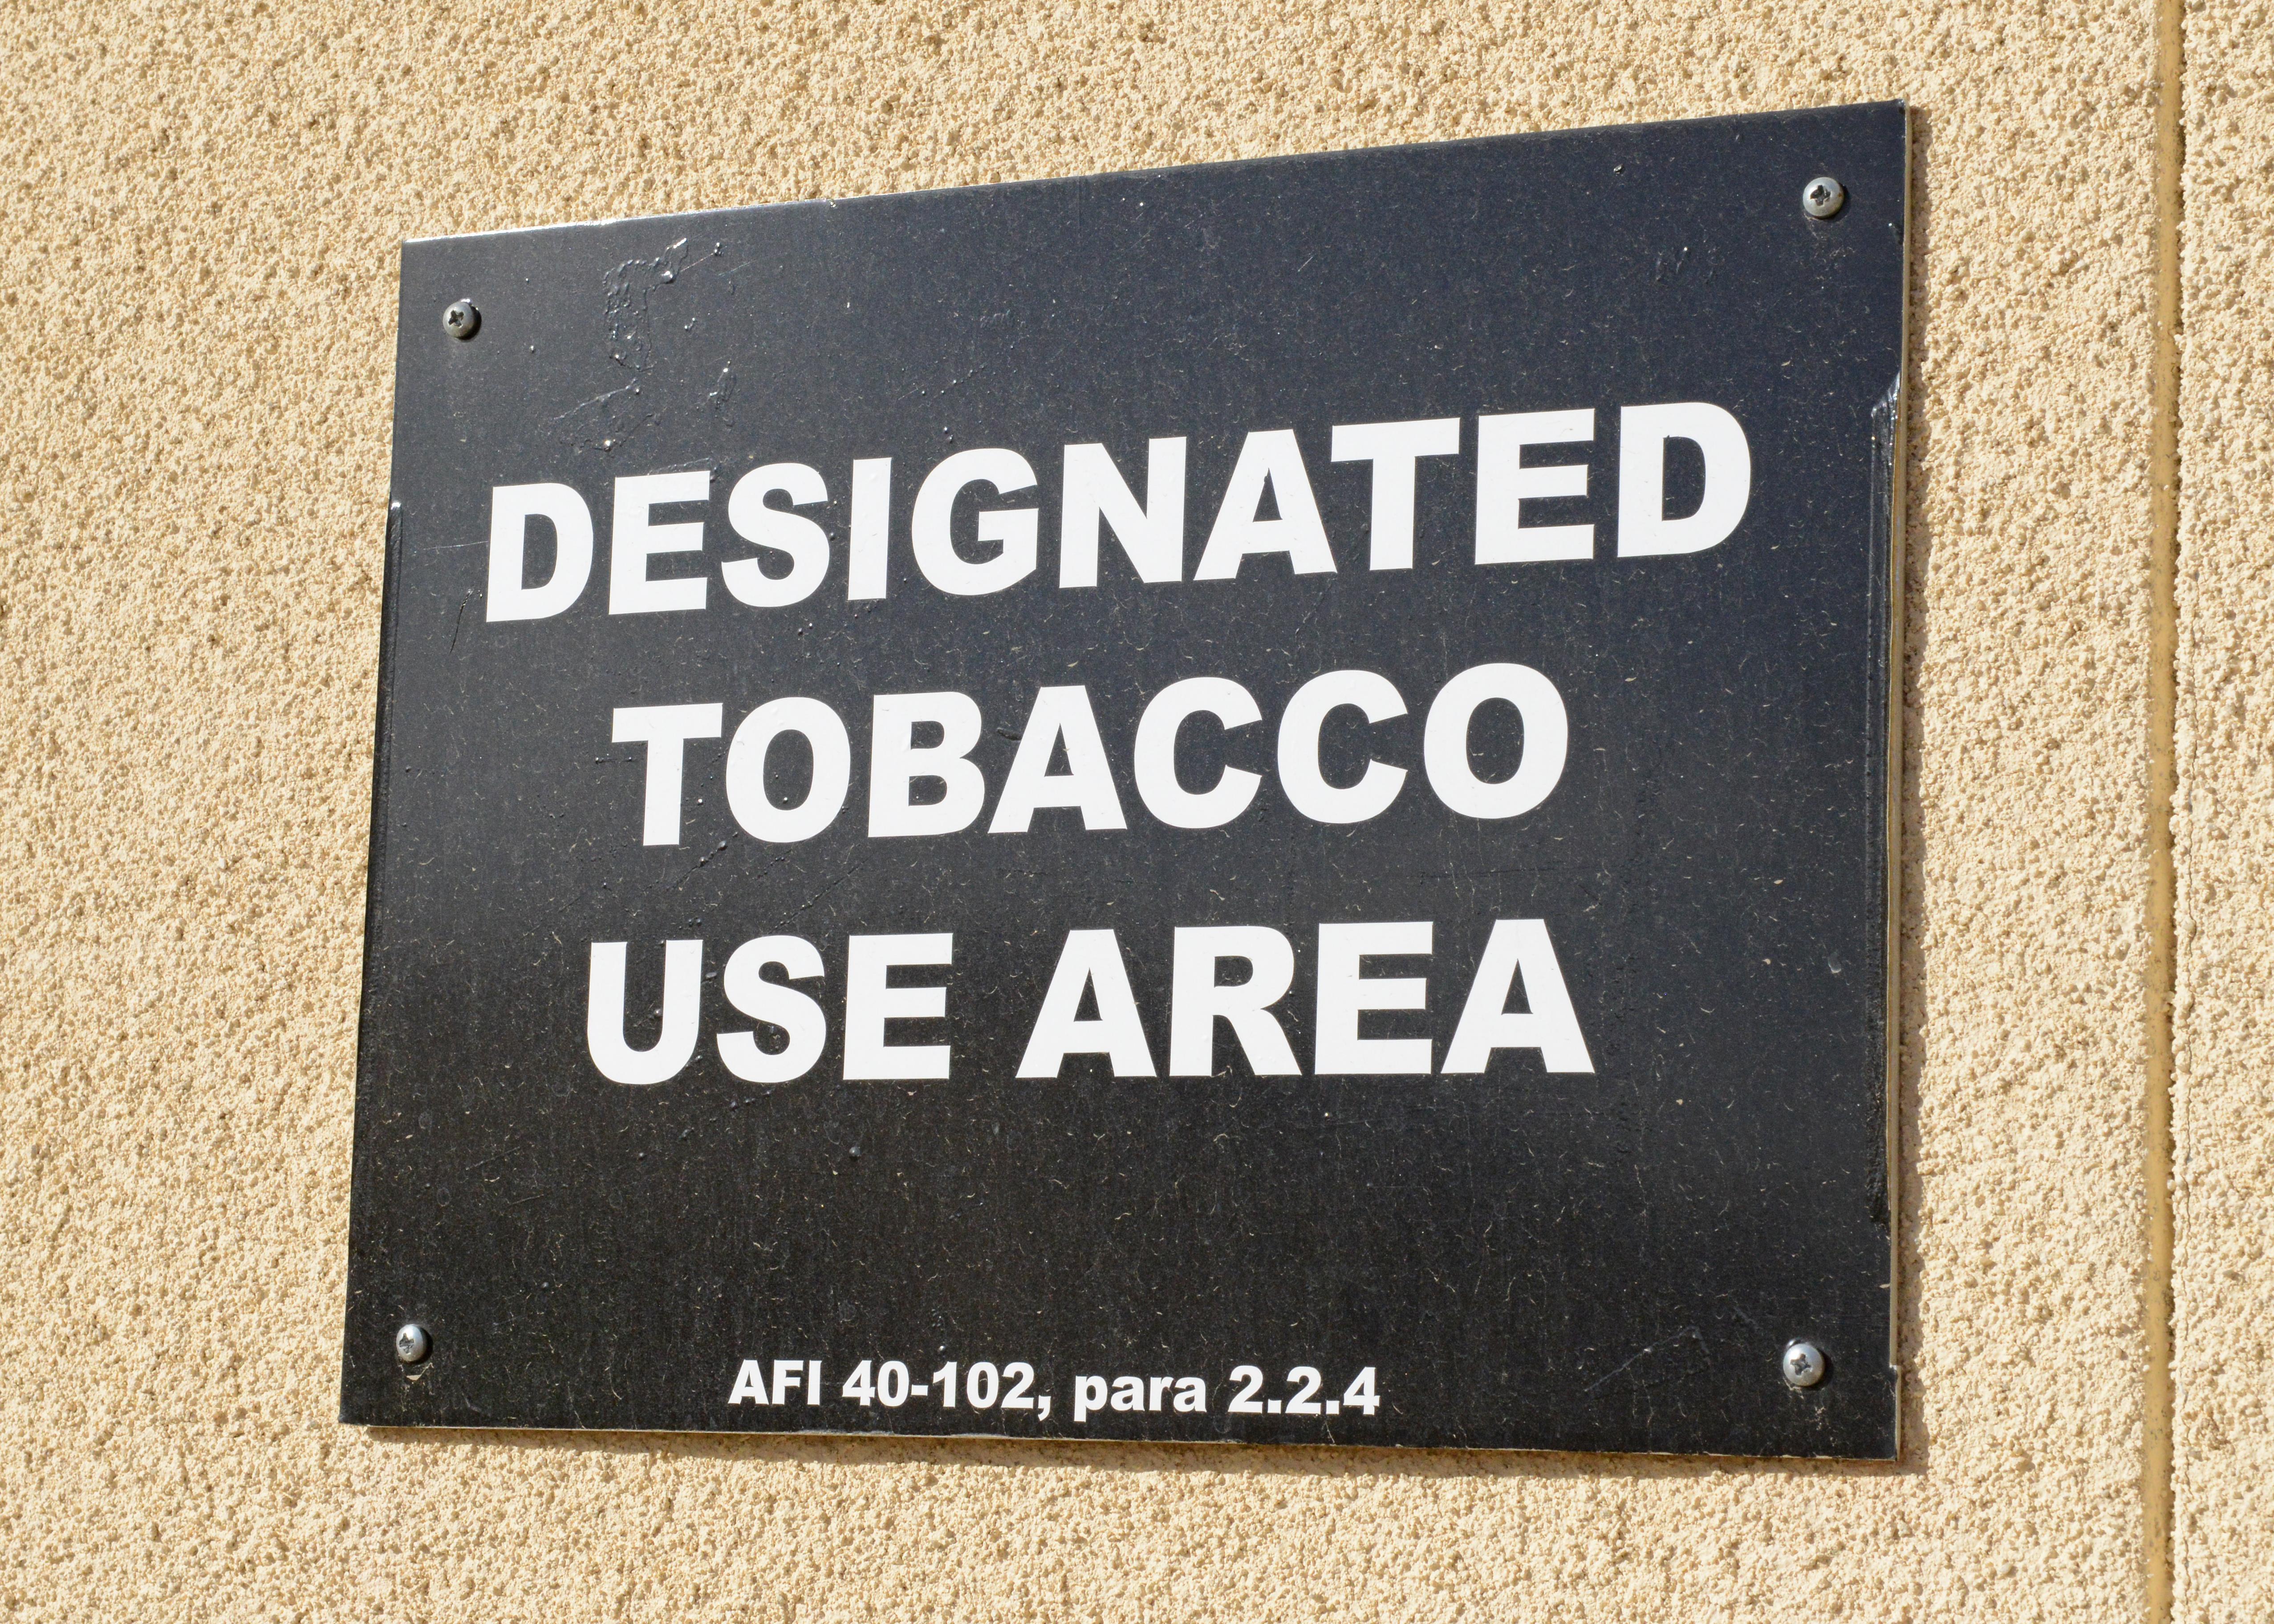 DESIGNATED
TOBACCO
USE AREA
AFI 40-102, para 2.2.4